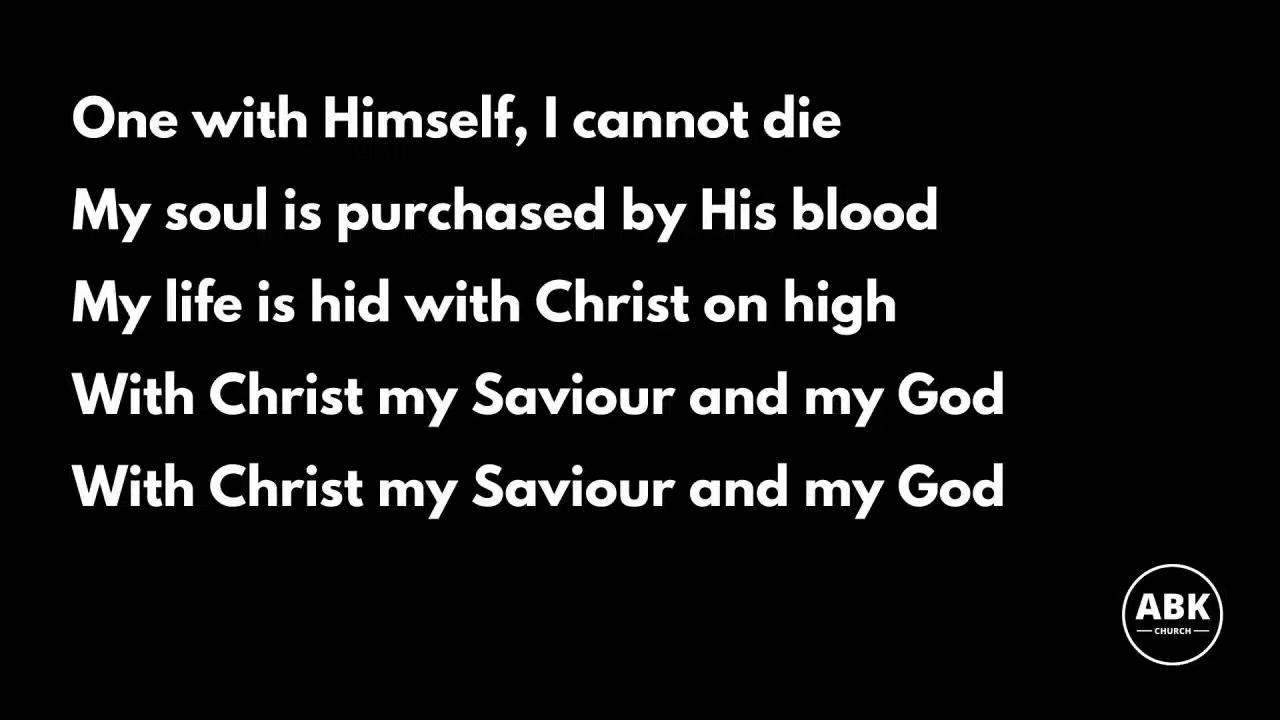 One with Himself, I cannot die
My soul is purchased by His blood
My life is hid with Christ on high
With Christ my Saviour and my God
With Christ my Saviour and my God
ABK
CHURCH